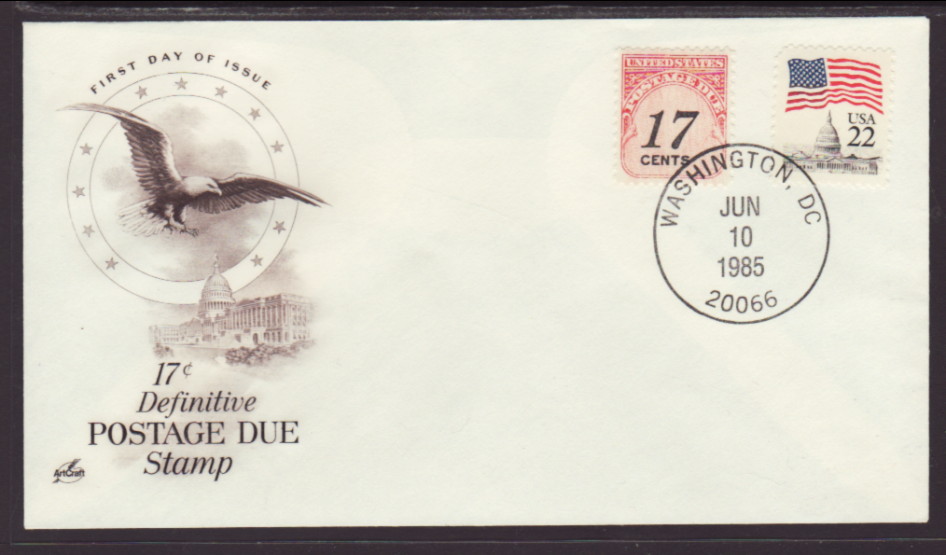 FIRST DAY OF ISSUE
17¢
Definitive
POSTAGE DUE
Stamp
ArtCraft
UNITED STATES
POSTAGE DUE
17
CENTS
USA
22
WASHINGTON, DC
JUN
10
1985
20066